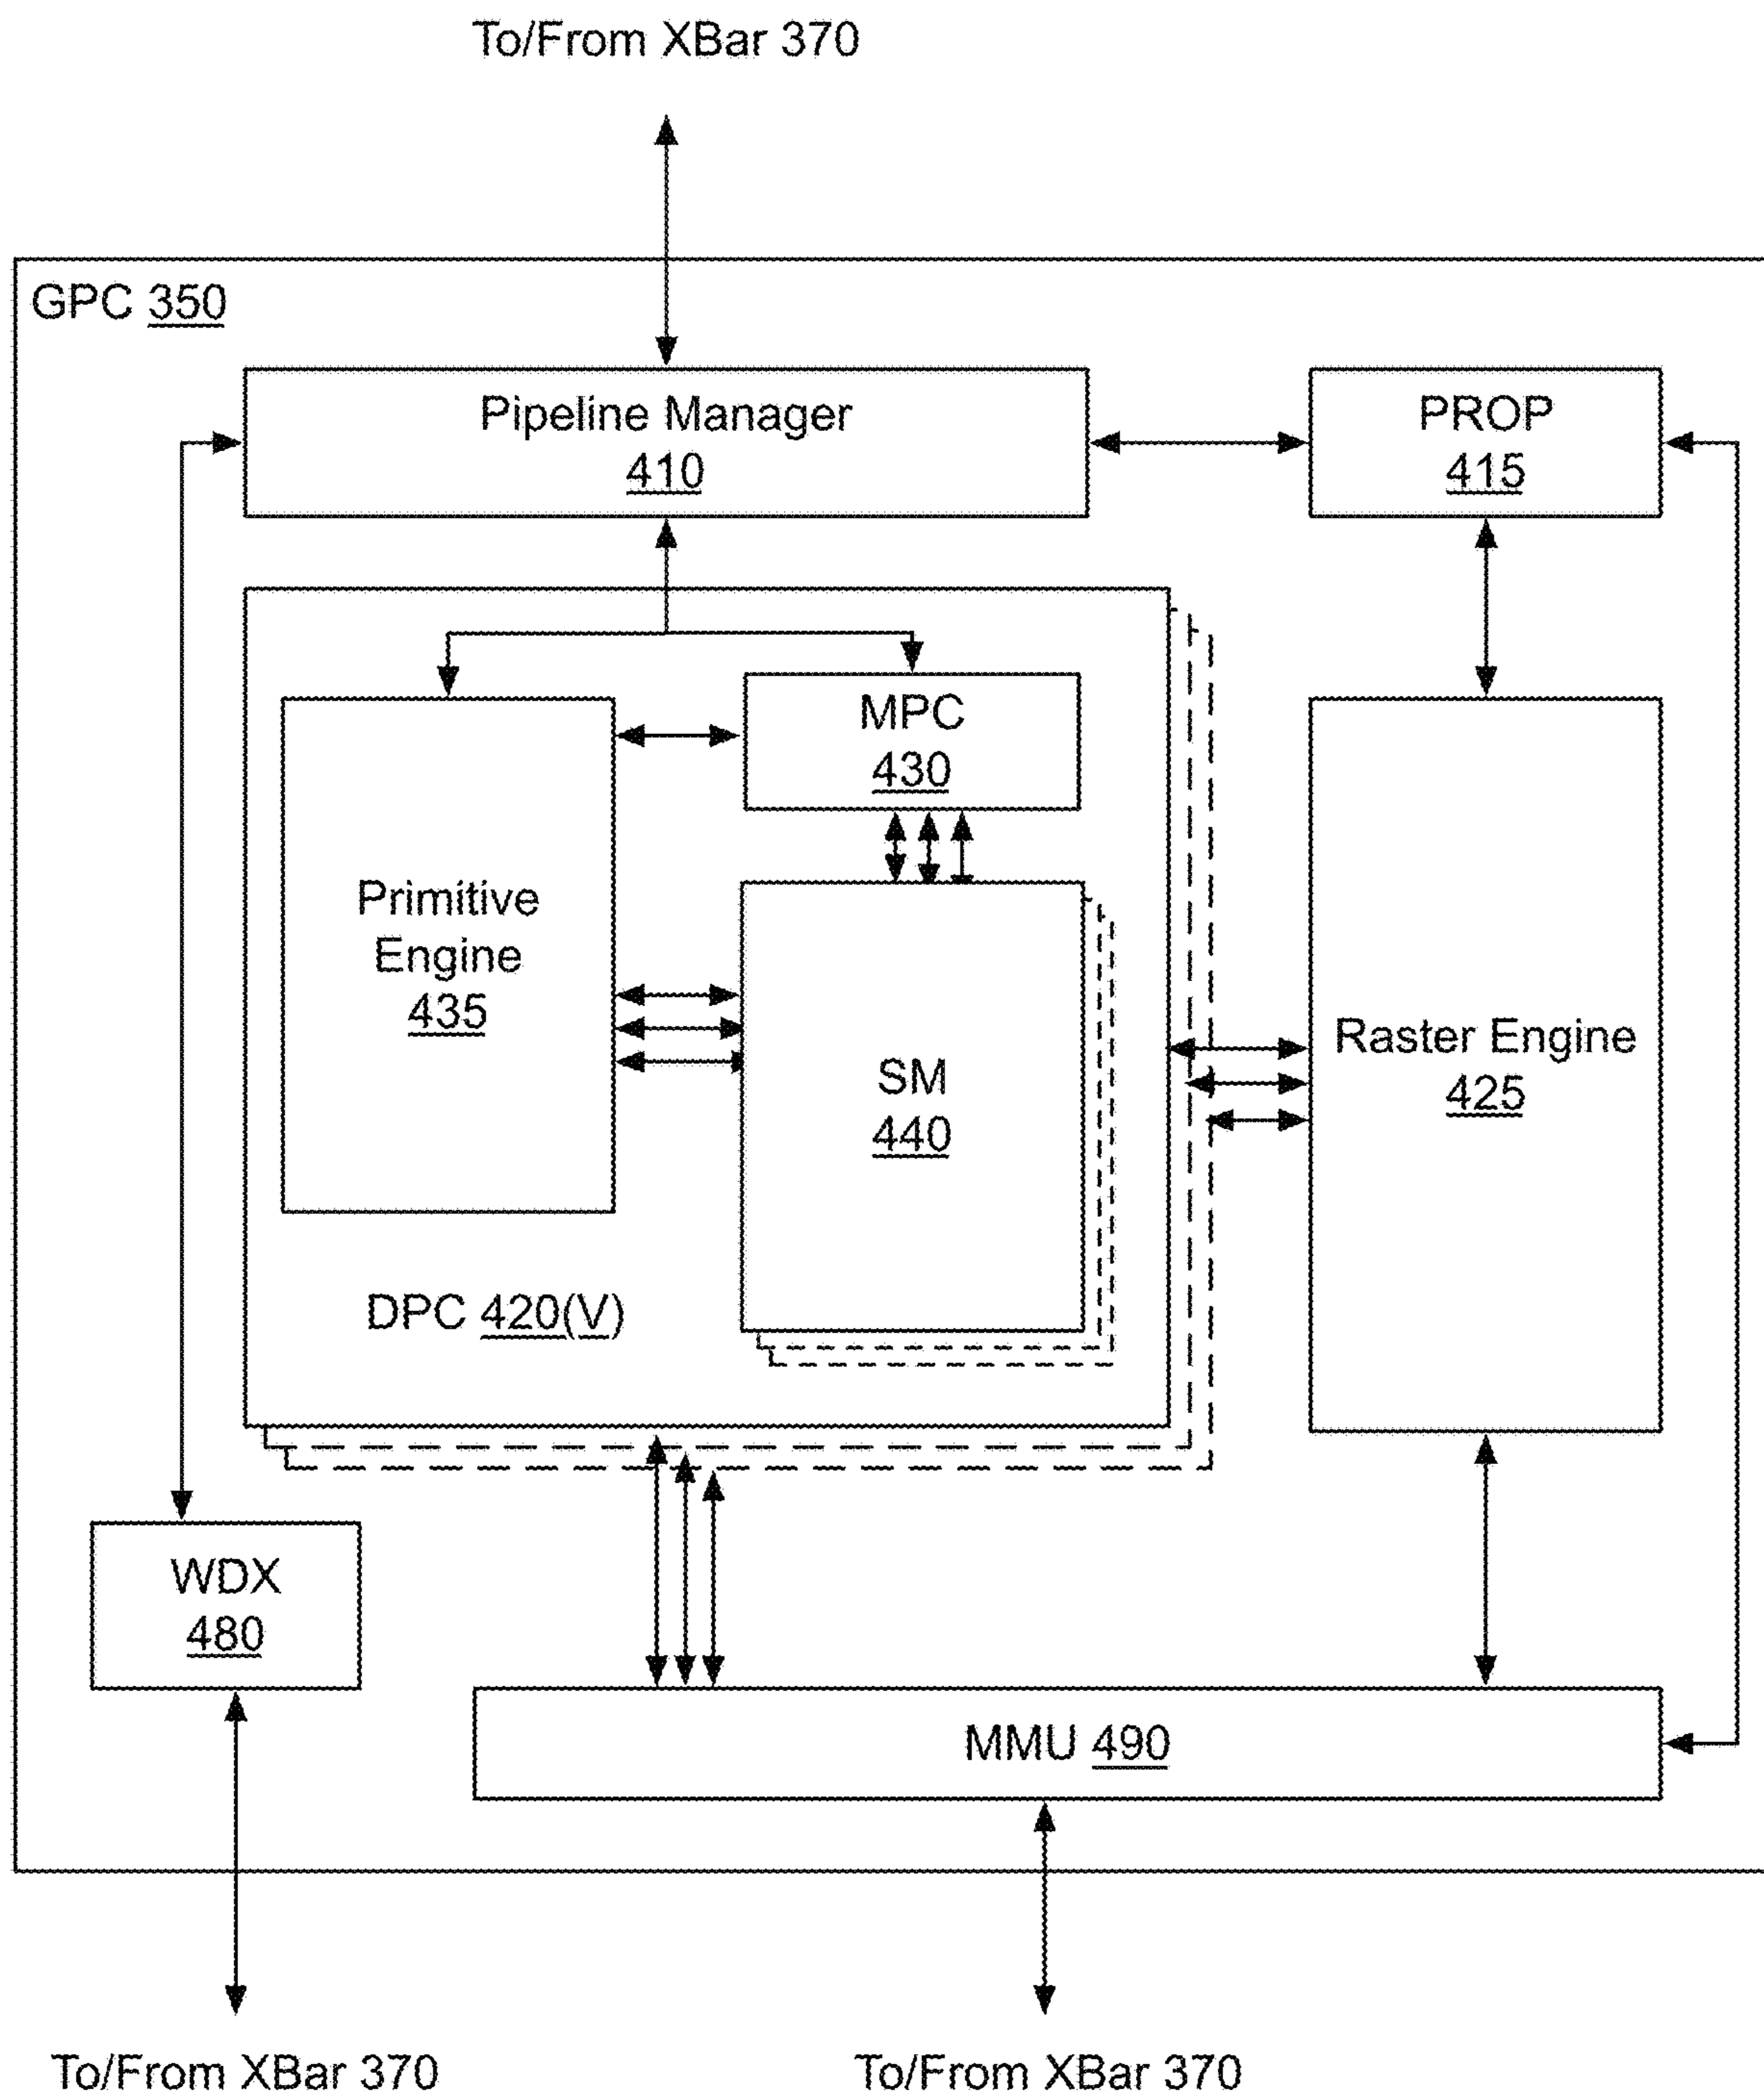 To/From XBar 370
GPC 350
Pipeline Manager
410
PROP
415
MPC
430
Primitive
Engine
435
SM
440
Raster Engine
425
DPC 420(V)
WDX
480
MMU 490
To/From XBar 370
To/From XBar 370